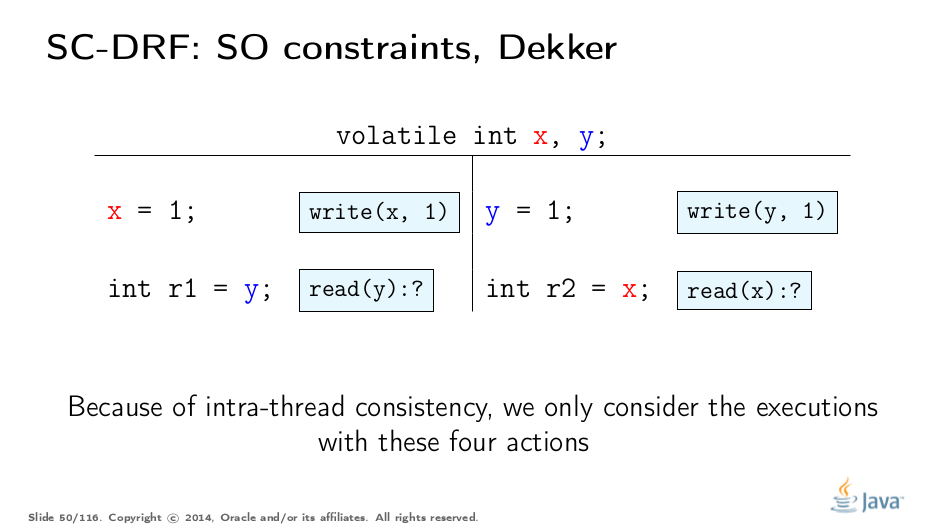 SC-DRF: SO constraints, Dekker
volatile int x, y;
x = 1; write(x, 1) y = 1; write(y, 1)
int r1 = y; read(y):? int r2 = x; read(x):?
Because of intra-thread consistency, we only consider the executions
with these four actions
Java
Slide 50/116. Copyright © 2014, Oracle and/or its affiliates. All rights reserved.